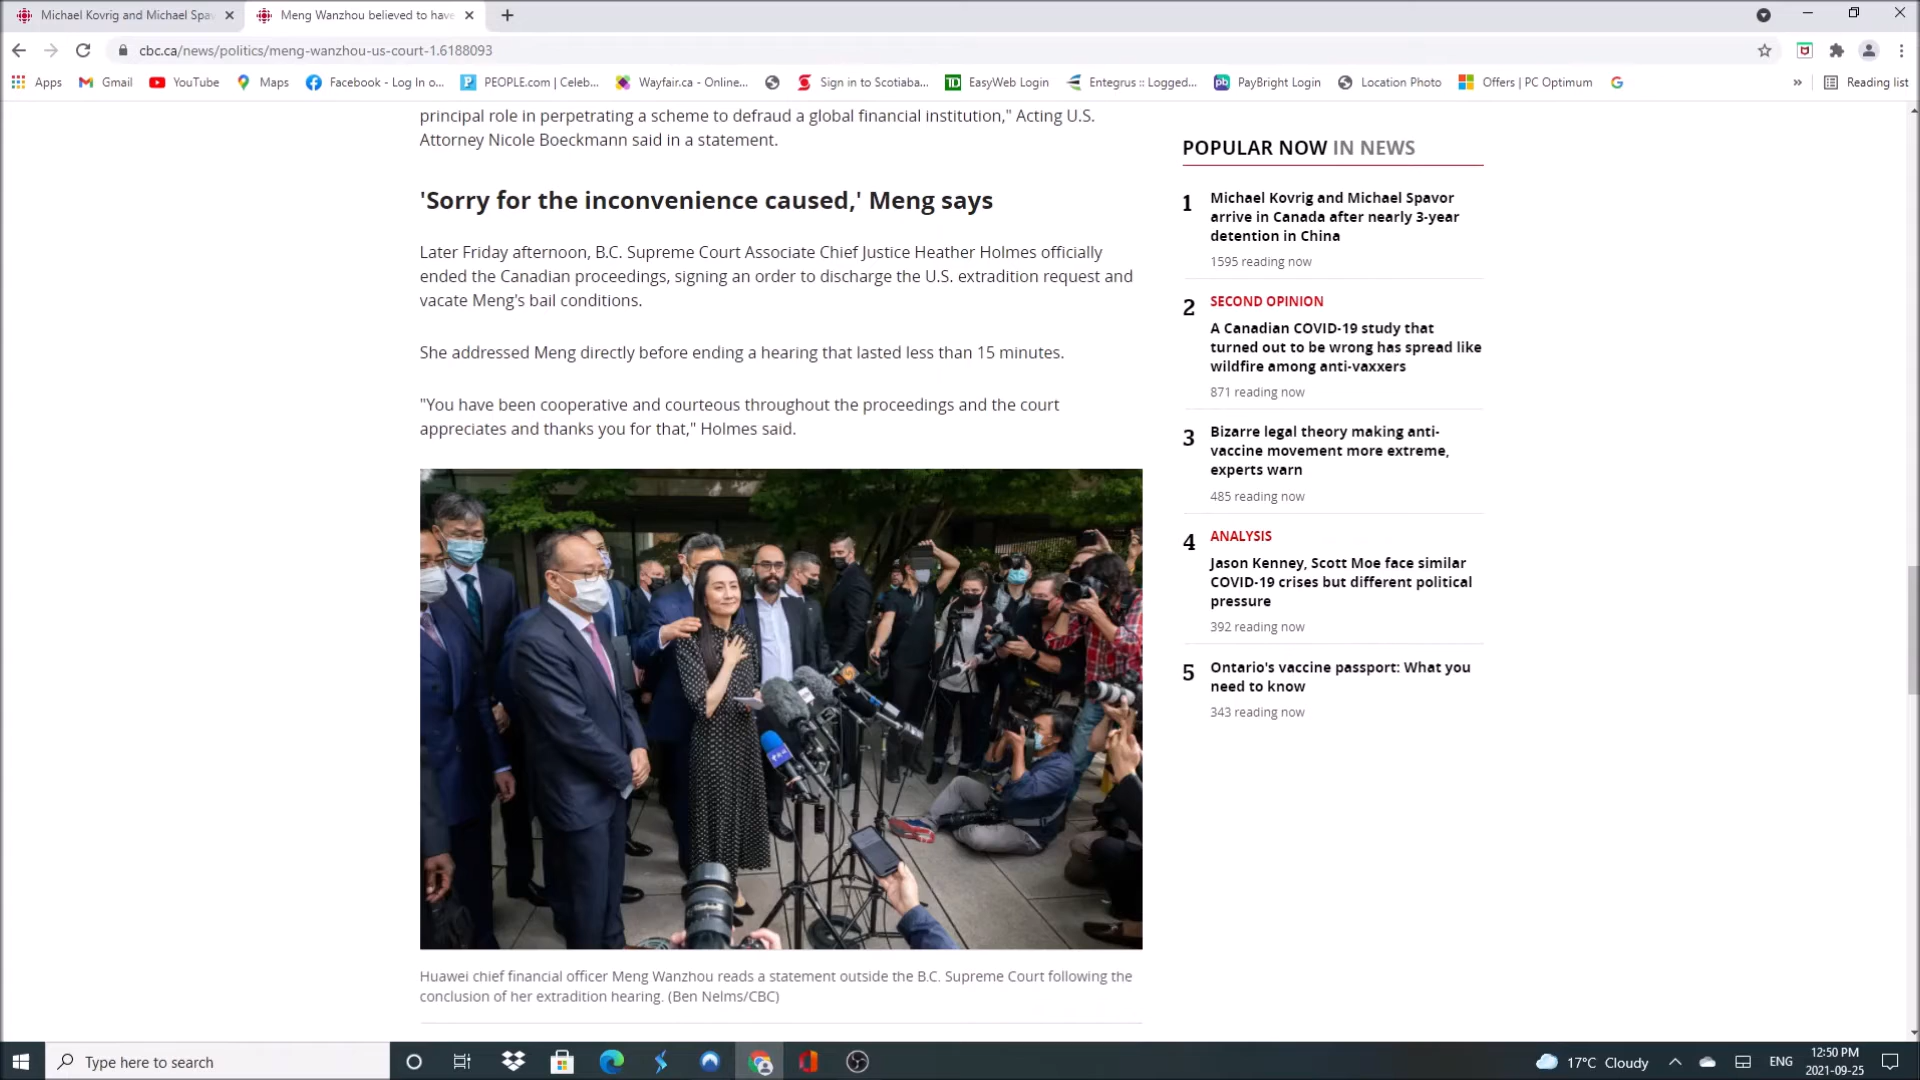 Michael Kovrig and Michael Spav
Meng Wanzhou believed to have
cbc.ca/news/politics/meng-wanzhou-us-court-1.6188093
Apps
Gmail
YouTube
Maps
Facebook - Log In o...
PEOPLE.com | Celeb...
Wayfair.ca - Online...
Sign in to Scotiaba...
TD
EasyWeb Login
Entegrus :: Logged...
pb
PayBright Login
Location Photo
Offers | PC Optimum
»
Reading list
principal role in perpetrating a scheme to defraud a global financial institution," Acting U.S.
Attorney Nicole Boeckmann said in a statement.
'Sorry for the inconvenience caused,' Meng says
Later Friday afternoon, B.C. Supreme Court Associate Chief Justice Heather Holmes officially
ended the Canadian proceedings, signing an order to discharge the U.S. extradition request and
vacate Meng's bail conditions.
She addressed Meng directly before ending a hearing that lasted less than 15 minutes.
"You have been cooperative and courteous throughout the proceedings and the court
appreciates and thanks you for that," Holmes said.
Huawei chief financial officer Meng Wanzhou reads a statement outside the B.C. Supreme Court following the
conclusion of her extradition hearing. (Ben Nelms/CBC)
POPULAR NOW IN NEWS
1
Michael Kovrig and Michael Spavor
arrive in Canada after nearly 3-year
detention in China
1595 reading now
2
SECOND OPINION
A Canadian COVID-19 study that
turned out to be wrong has spread like
wildfire among anti-vaxxers
871 reading now
3
Bizarre legal theory making anti-
vaccine movement more extreme,
experts warn
485 reading now
4
ANALYSIS
Jason Kenney, Scott Moe face similar
COVID-19 crises but different political
pressure
392 reading now
5
Ontario's vaccine passport: What you
need to know
343 reading now
Type here to search
17°C Cloudy
ENG
12:50 PM
2021-09-25